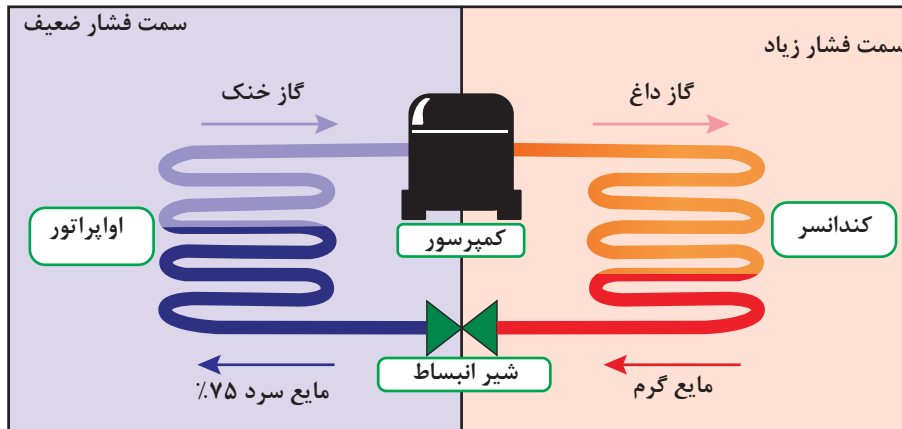 سمت فشار ضعیف
سمت فشار زیاد
گاز خنک
گاز داغ
اواپراتور
کمپرسور
کندانسر
شیر انبساط
مایع سرد ۷۵٪
مایع گرم